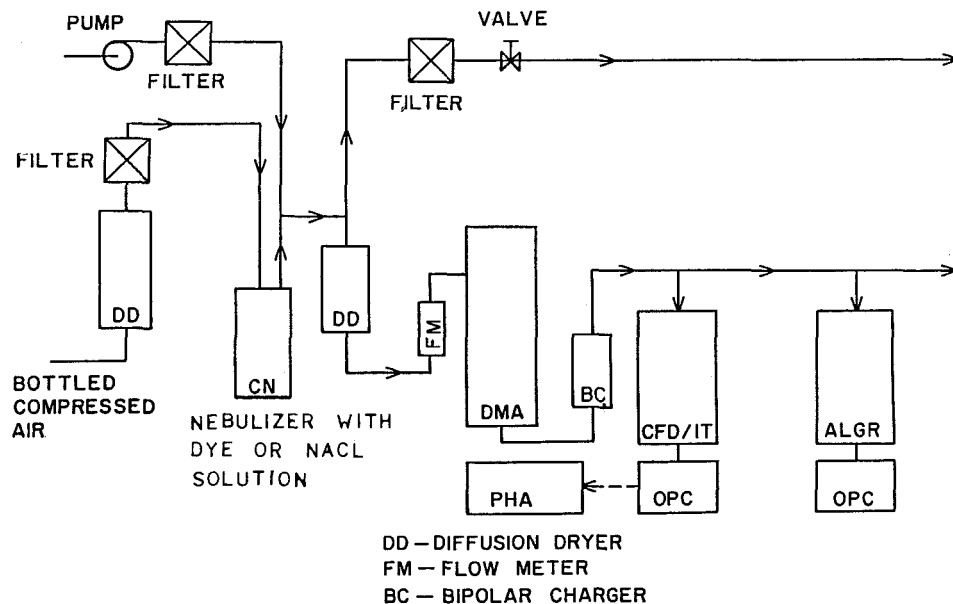 PUMP
FILTER
VALVE
FILTER
FILTER
DD
BOTTLED
COMPRESSED
AIR
CN
NEBULIZER WITH
DYE OR NACL
SOLUTION
DD
FM
DMA
BC
CFD/IT
ALGR
PHA
OPC
OPC
DD – DIFFUSION DRYER
FM – FLOW METER
BC – BIPOLAR CHARGER